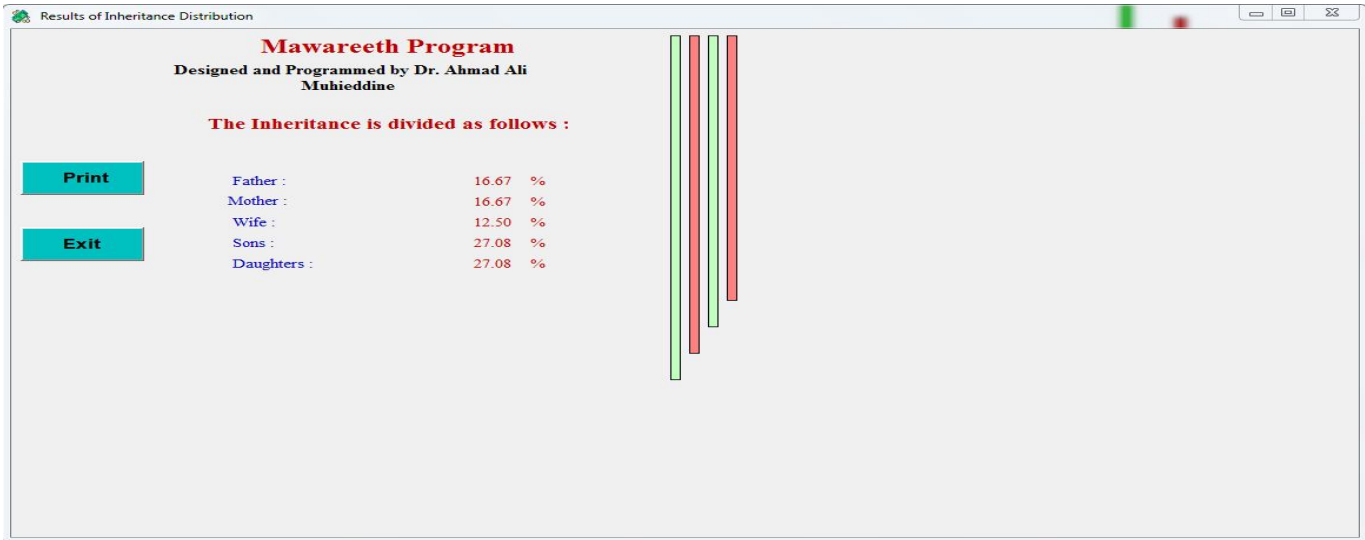 Results of Inheritance Distribution
Mawareeth Program
Designed and Programmed by Dr. Ahmad Ali
Muhieddine
The Inheritance is divided as follows :
Print
Exit
Father : 16.67 %
Mother : 16.67 %
Wife : 12.50 %
Sons : 27.08 %
Daughters : 27.08 %